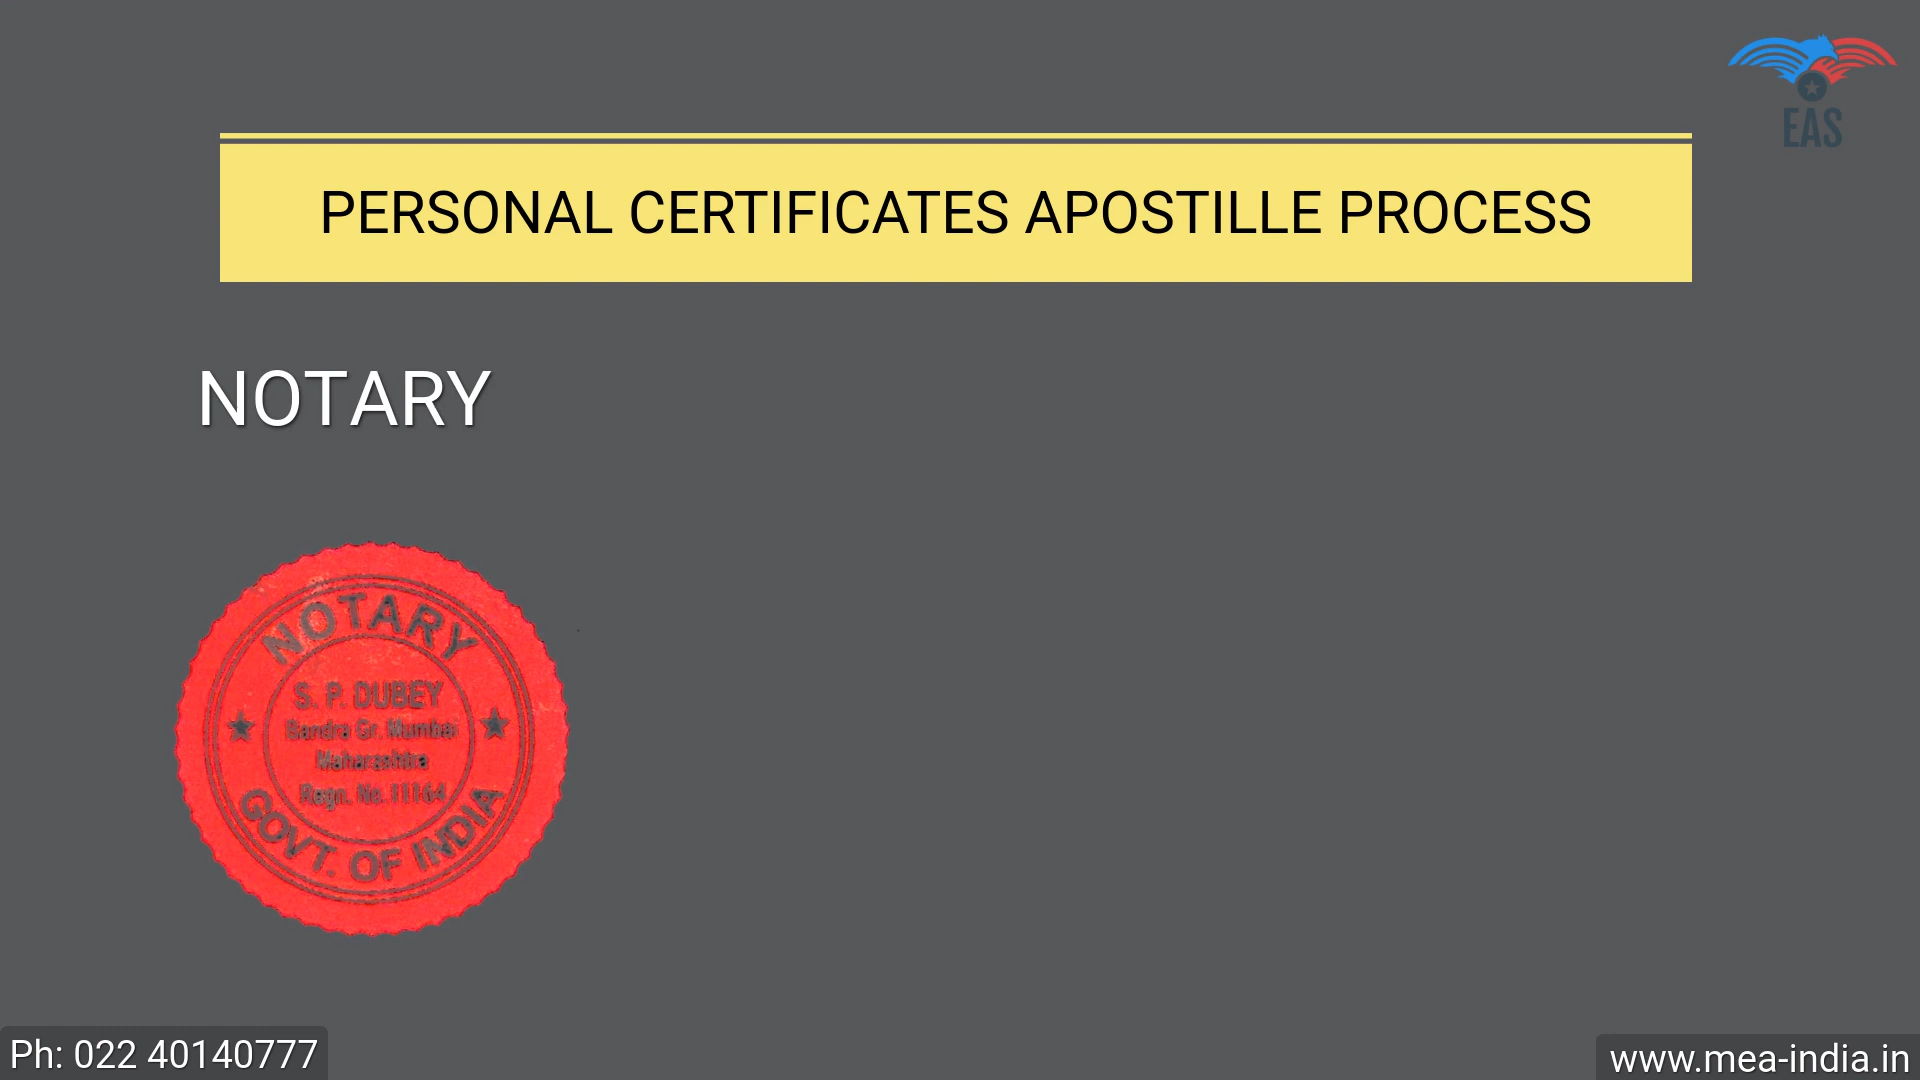 EAS
PERSONAL CERTIFICATES APOSTILLE PROCESS
NOTARY
NOTARY
S. P. DUBEY
Bandra Gr. Mumbai
Maharashtra
Regn. No. 11164
GOVT. OF INDIA
Ph: 022 40140777
www.mea-india.in